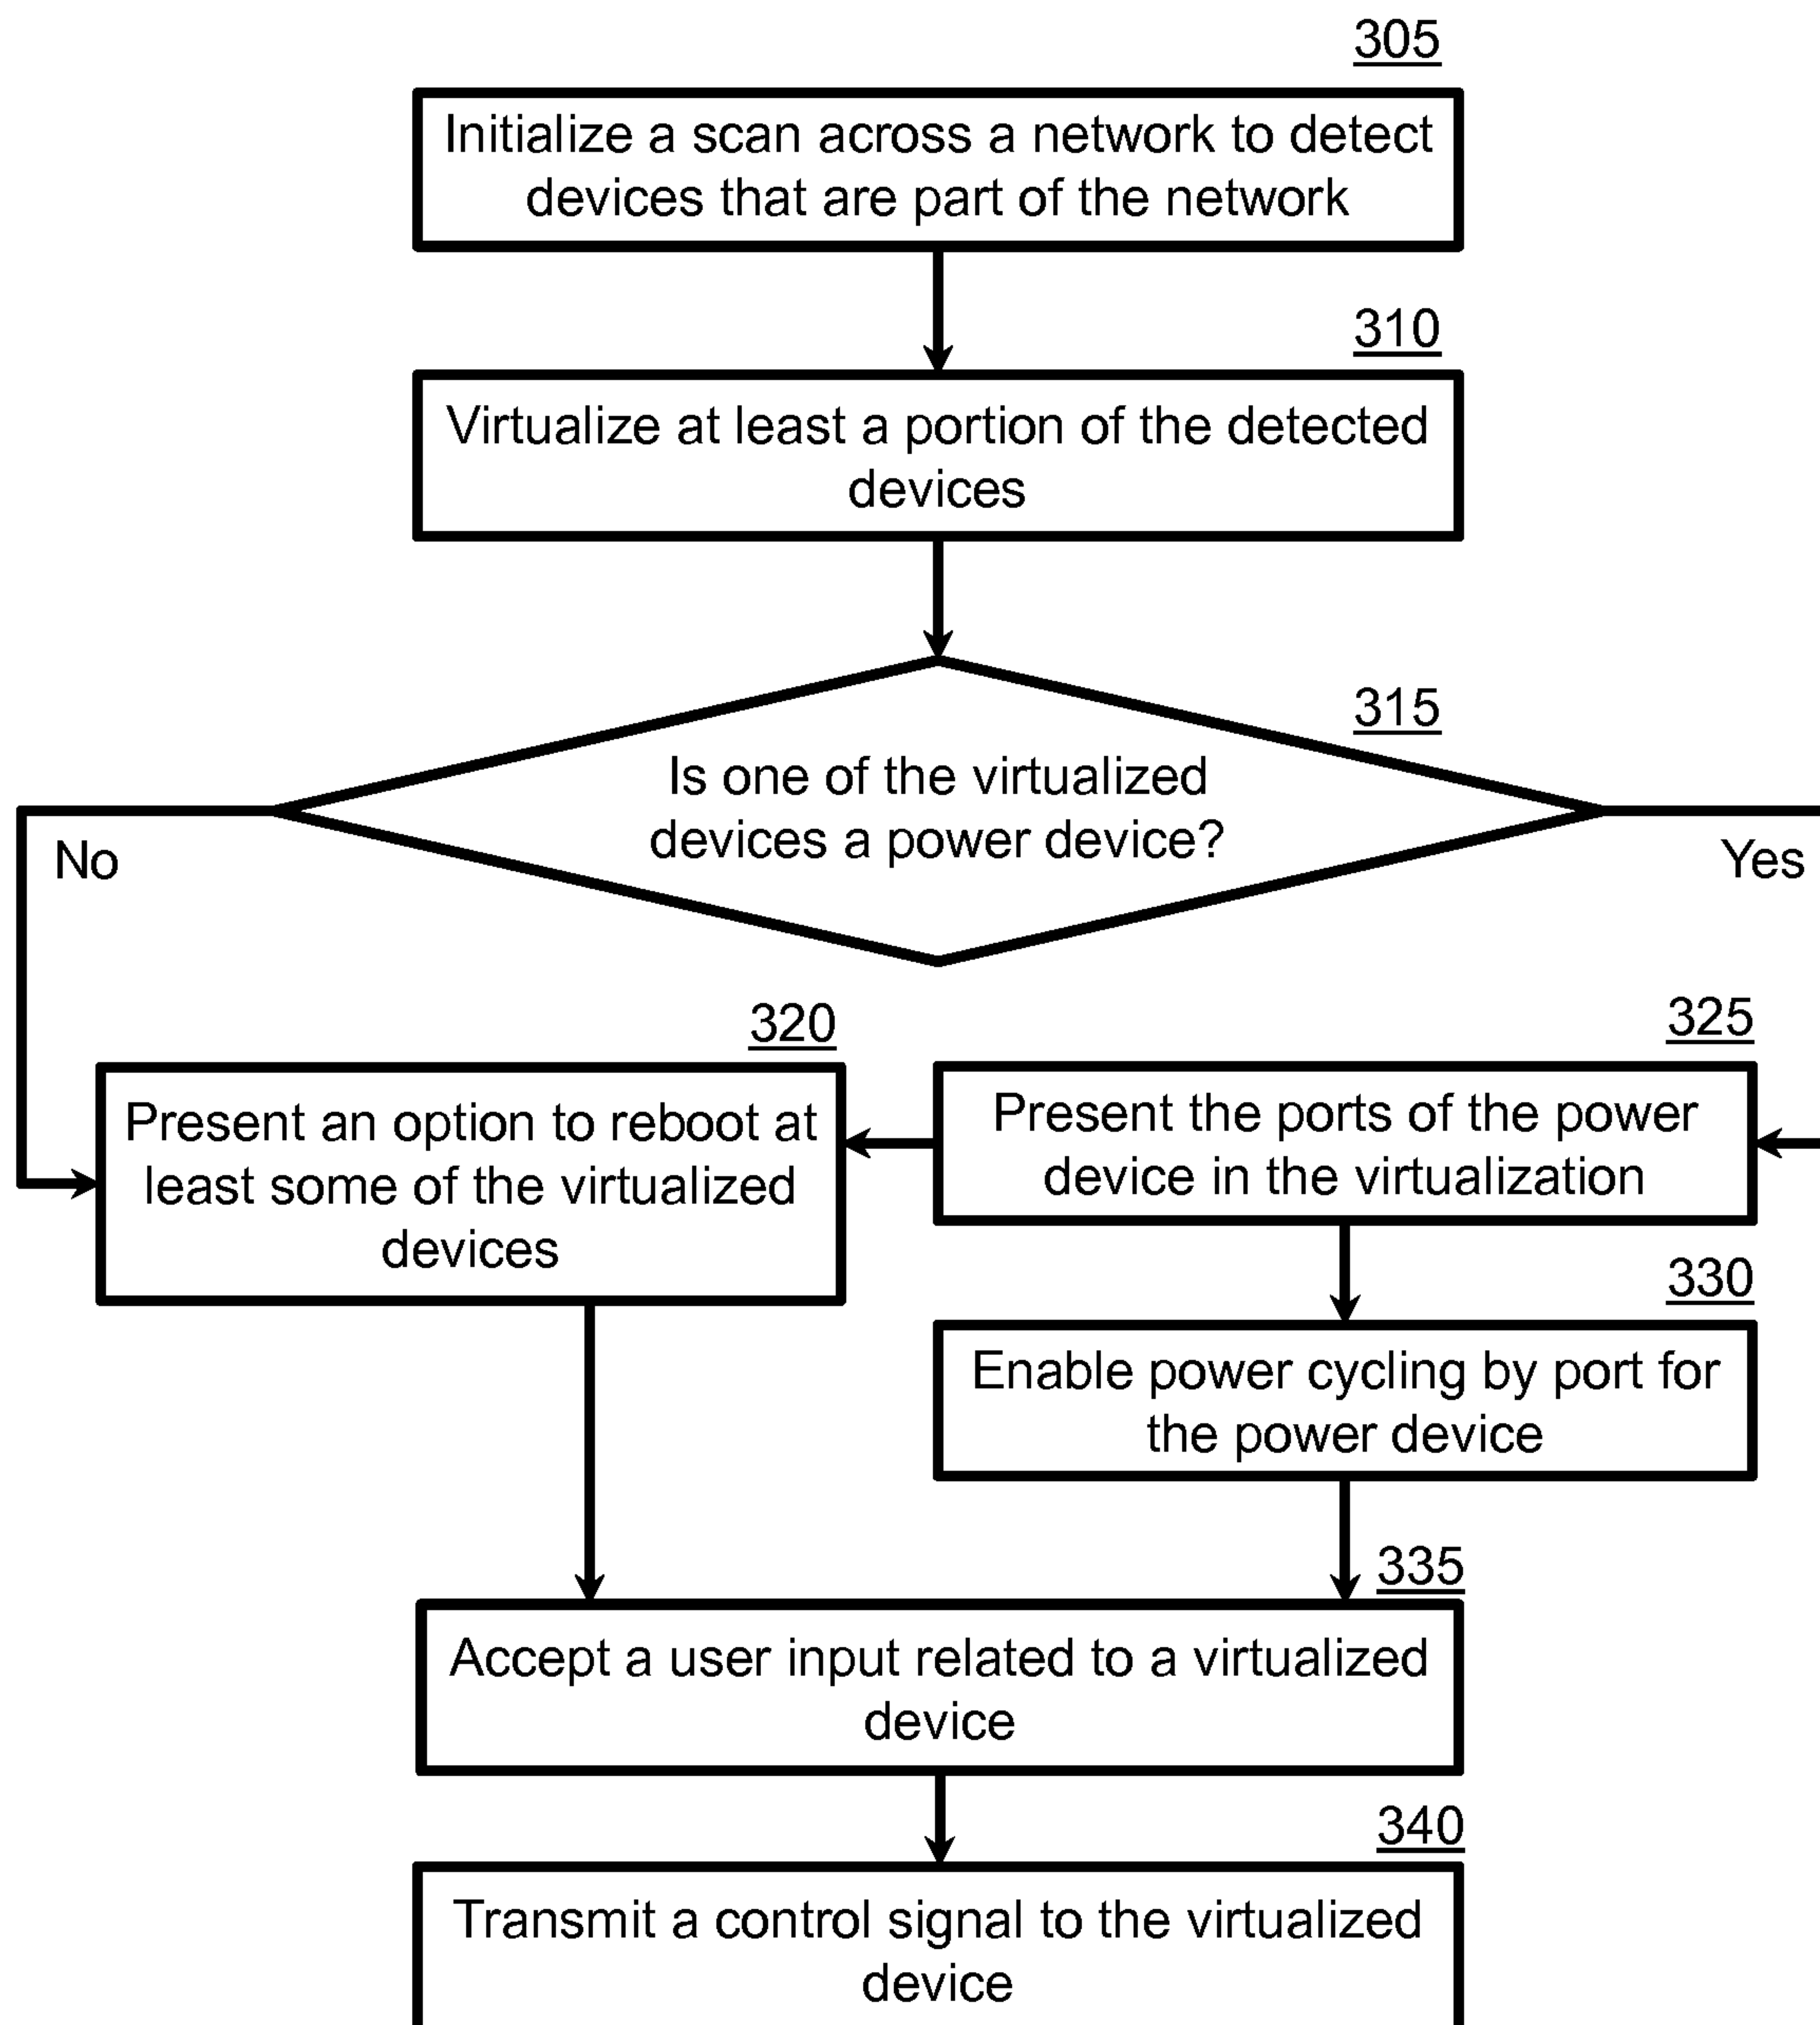 305
Initialize a scan across a network to detect
devices that are part of the network
310
Virtualize at least a portion of the detected
devices
315
Is one of the virtualized
devices a power device?
No
Yes
320
Present an option to reboot at
least some of the virtualized
devices
325
Present the ports of the power
device in the virtualization
330
Enable power cycling by port for
the power device
335
Accept a user input related to a virtualized
device
340
Transmit a control signal to the virtualized
device